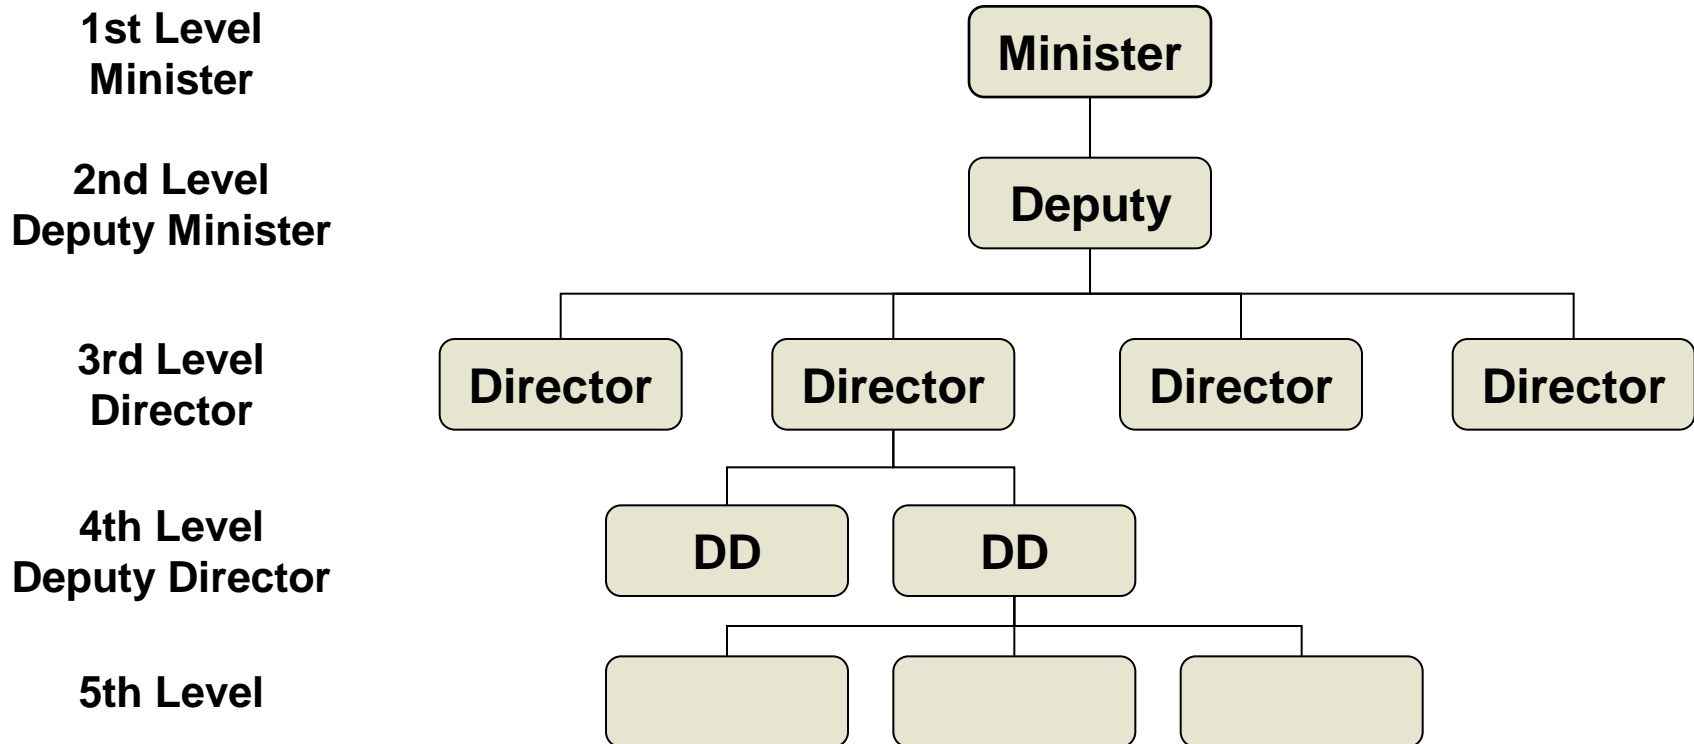 1st Level
Minister
Minister
2nd Level
Deputy Minister
Deputy
3rd Level
Director
Director
Director
Director
Director
4th Level
Deputy Director
DD
DD
5th Level